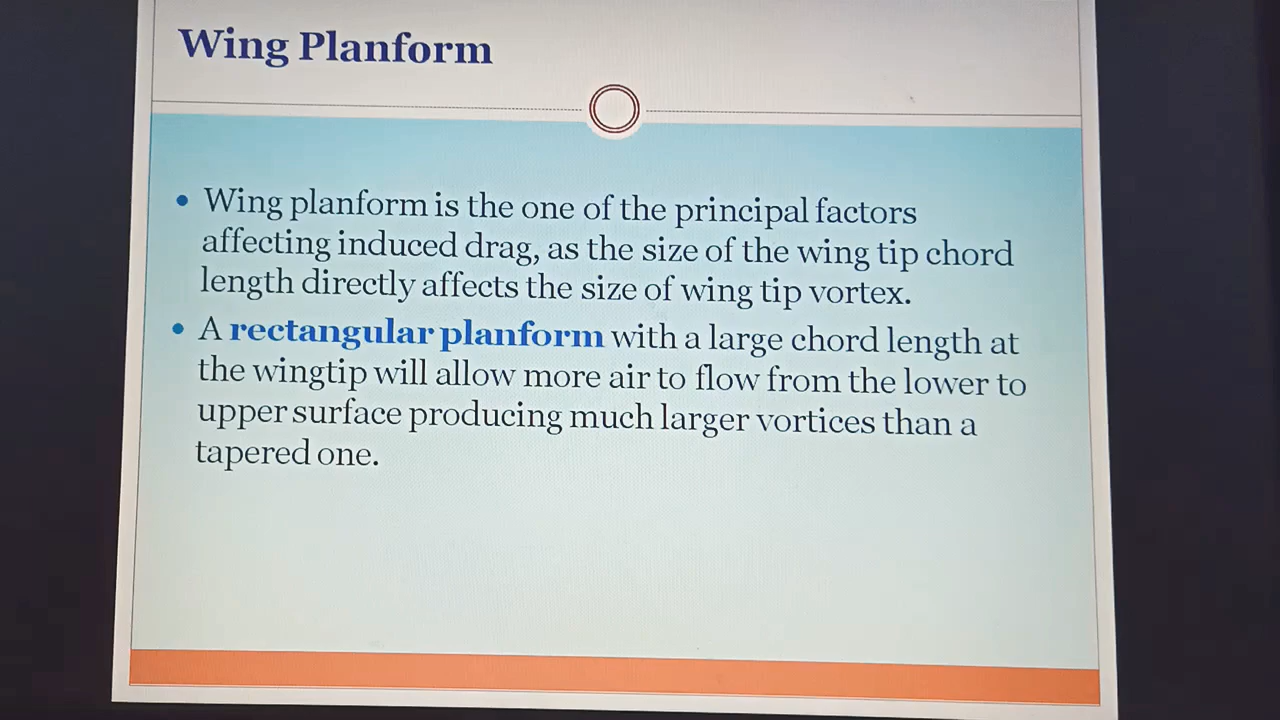 Wing Planform
• Wing planform is the one of the principal factors
affecting induced drag, as the size of the wing tip chord
length directly affects the size of wing tip vortex.
• A rectangular planform with a large chord length at
the wingtip will allow more air to flow from the lower to
upper surface producing much larger vortices than a
tapered one.